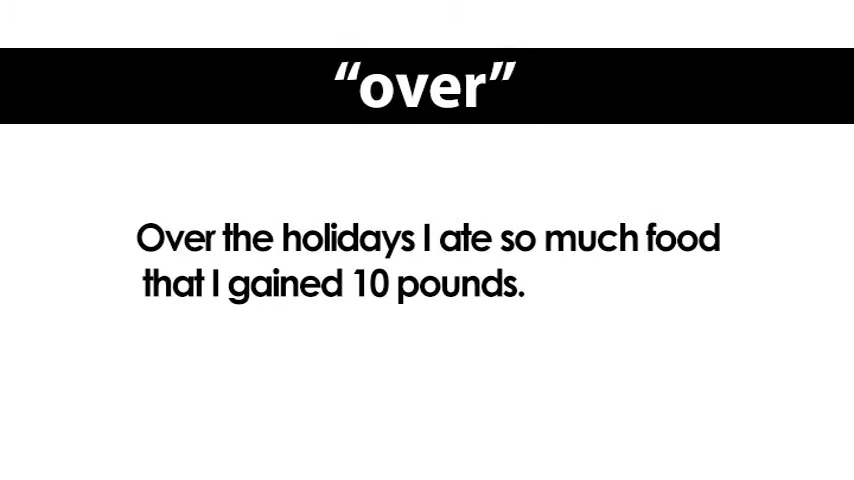 “over”
Over the holidays I ate so much food
that I gained 10 pounds.